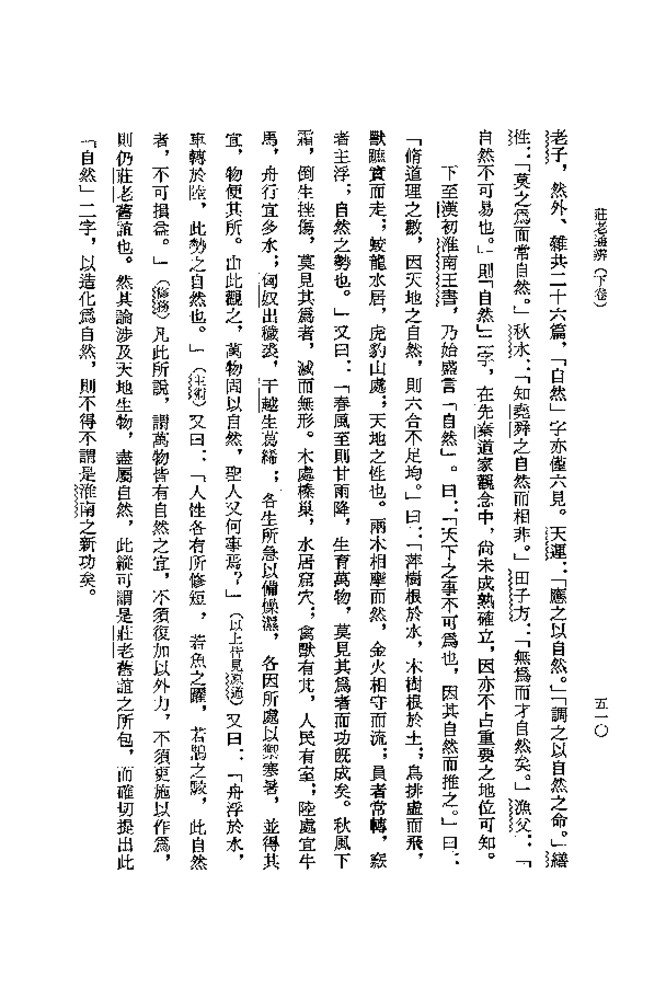 莊老通辨（下卷）
五一〇
老子，然外、雜共二十六篇，「自然」字亦僅六見。天運：「應之以自然。」「調之以自然之命。」繕
性：「莫之爲而常自然。」秋水：「知堯舜之自然而相非。」田子方：「無爲而才自然矣。」漁父：「
自然不可易也。」則「自然」二字，在先秦道家觀念中，尙未成熟確立，因亦不占重要之地位可知。
下至漢初淮南王書，乃始盛言「自然」。曰：「天下之事不可爲也，因其自然而推之。」曰：
「脩道理之數，因天地之自然，則六合不足均。」曰：「萍樹根於水，木樹根於土；鳥排虛而飛，
獸蹠實而走；蛟龍水居，虎豹山處；天地之性也。兩木相摩而然，金火相守而流；員者常轉，窾
者主浮；自然之勢也。」又曰：「春風至則甘雨降，生育萬物，莫見其爲者而功旣成矣。秋風下
霜，倒生挫傷，莫見其爲者，滅而無形。木處榛巢，水居窟穴；禽獸有芃，人民有室；陸處宜牛
馬，舟行宜多水；匈奴出穢裘，干越生葛絺；各生所急以備燥濕，各因所處以禦寒暑，並得其
宜，物便其所。由此觀之，萬物固以自然，聖人又何事焉？」（以上皆見原道）又曰：「舟浮於水，
車轉於陸，此勢之自然也。」（主術）又曰：「人性各有所修短，若魚之躍，若鵲之駮，此自然
者，不可損益。」（脩務）凡此所說，謂萬物皆有自然之宜，不須復加以外力，不須更施以作爲，
則仍莊老舊誼也。然其論涉及天地生物，盡屬自然，此縱可謂是莊老舊誼之所包，而確切提出此
「自然」二字，以造化爲自然，則不得不謂是淮南之新功矣。